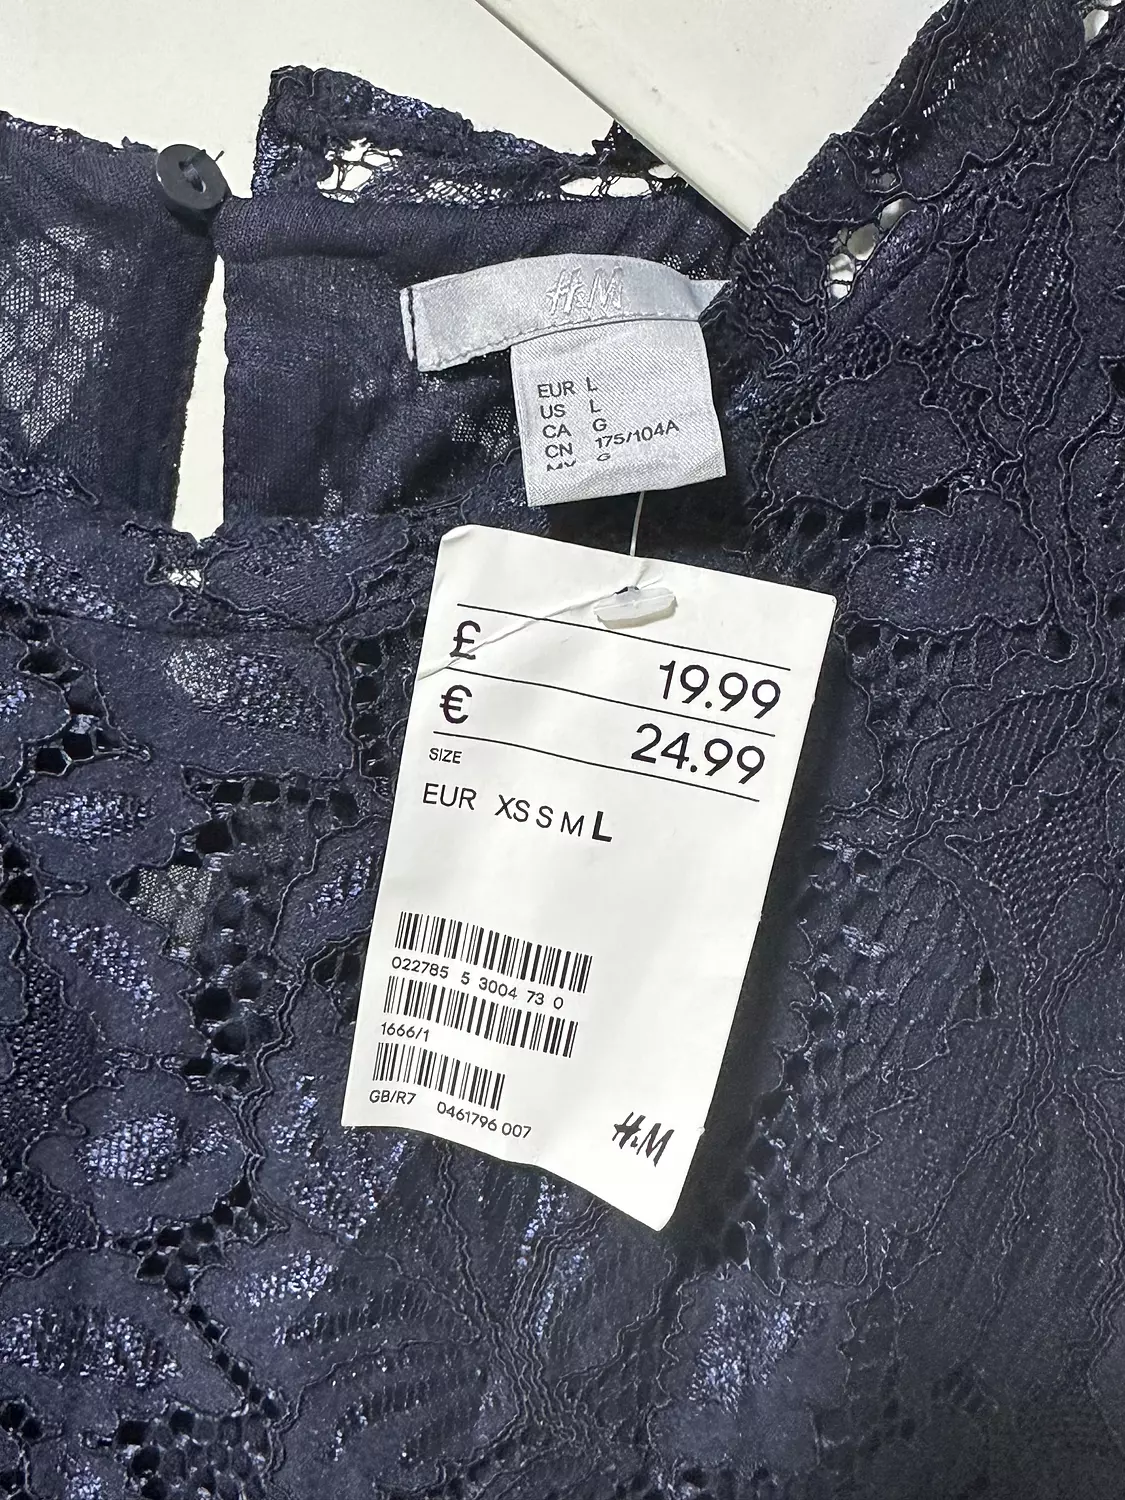 H&M
EUR L
US L
CA G
CN 175/104A
MX G
£ 19.99
€ 24.99
SIZE
EUR XS S M L
022785 5 3004 73 0
1666/1
GB/R7 0461796 007
H&M